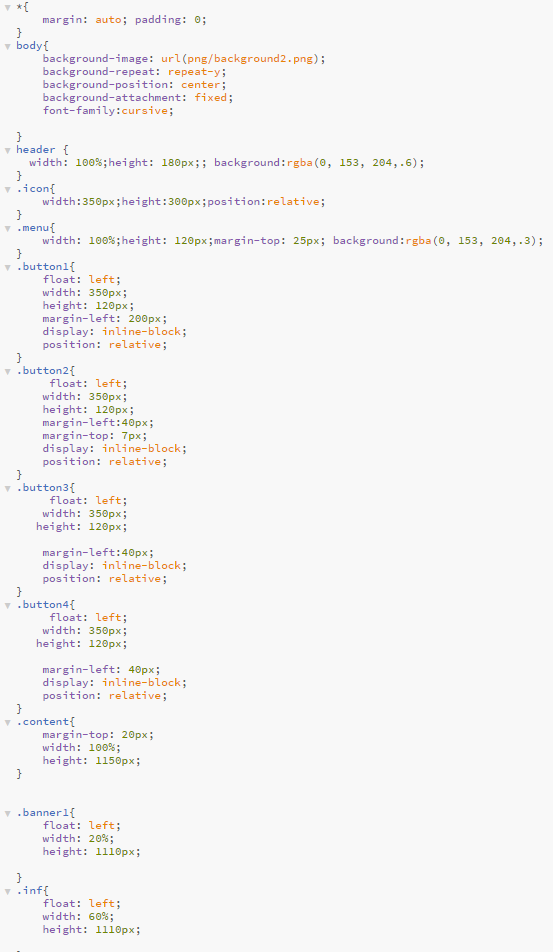 *{
margin: auto; padding: 0;
}
body{
background-image: url(png/background2.png);
background-repeat: repeat-y;
background-position: center;
background-attachment: fixed;
font-family:cursive;
}
header {
width: 100%;height: 180px;; background:rgba(0, 153, 204,.6);
}
.icon{
width:350px;height:300px;position:relative;
}
.menu{
width: 100%;height: 120px;margin-top: 25px; background:rgba(0, 153, 204,.3);
}
.button1{
float: left;
width: 350px;
height: 120px;
margin-left: 200px;
display: inline-block;
position: relative;
}
.button2{
float: left;
width: 350px;
height: 120px;
margin-left:40px;
margin-top: 7px;
display: inline-block;
position: relative;
}
.button3{
float: left;
width: 350px;
height: 120px;
margin-left:40px;
display: inline-block;
position: relative;
}
.button4{
float: left;
width: 350px;
height: 120px;
margin-left: 40px;
display: inline-block;
position: relative;
}
.content{
margin-top: 20px;
width: 100%;
height: 1150px;
}
.banner1{
float: left;
width: 20%;
height: 1110px;
}
.inf{
float: left;
width: 60%;
height: 1110px;